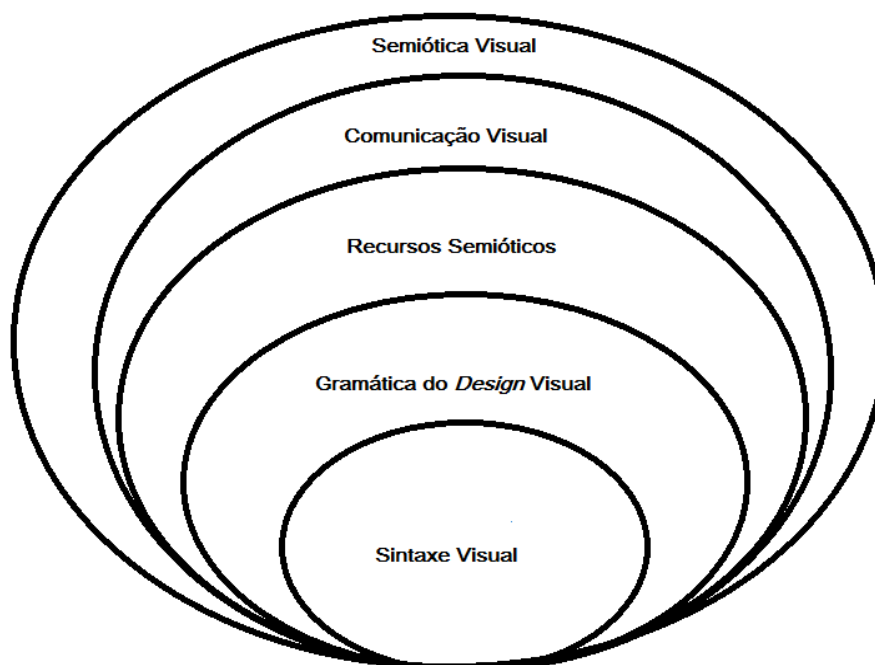 Semiótica Visual
Comunicação Visual
Recursos Semióticos
Gramática do Design Visual
Sintaxe Visual